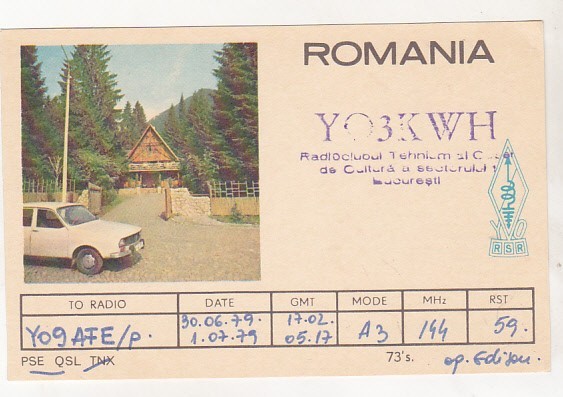 ROMANIA
YO3KWH
Radioclubul Tehnium al Casei
de Cultură a sectorului
București
YO
RSR
TO RADIO DATE GMT MODE MHz RST
YO9AFE/p. 30.06.79. 17.02. A3 144 59.
1.07.79 05.17
PSE QSL TNX 73's. op. Edison.